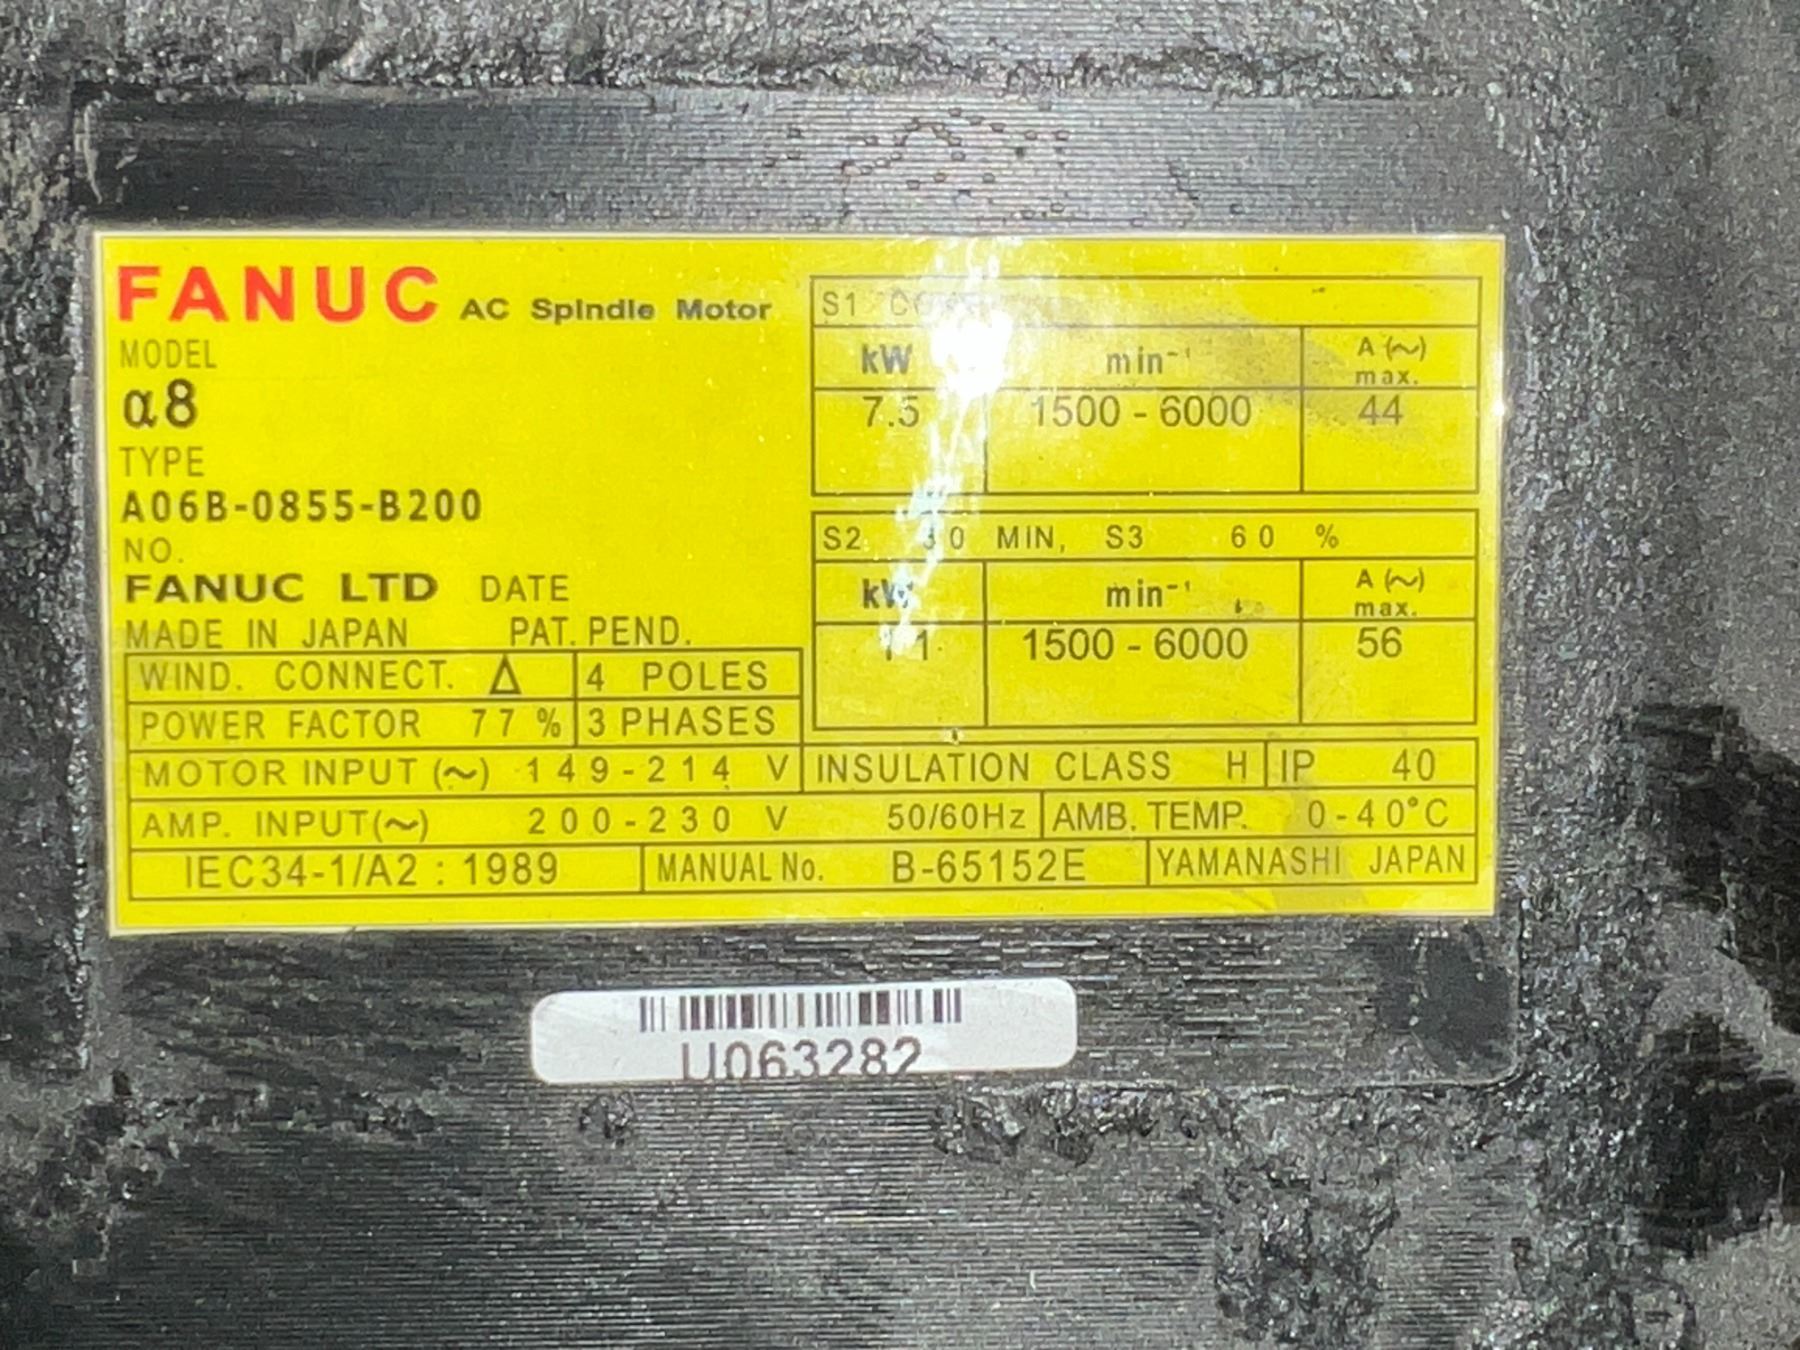 FANUC AC Spindle Motor
MODEL
α8
TYPE
A06B-0855-B200
NO.
FANUC LTD DATE
MADE IN JAPAN PAT. PEND.
WIND. CONNECT. Δ 4 POLES
POWER FACTOR 77 % 3 PHASES
S1
kW min⁻¹ A (~) max.
7.5 1500 - 6000 44
S2 30 MIN, S3 60 %
kW min⁻¹ A (~) max.
11 1500 - 6000 56
MOTOR INPUT (~) 149-214 V INSULATION CLASS H IP 40
AMP. INPUT(~) 200-230 V 50/60Hz AMB. TEMP. 0-40°C
IEC34-1/A2 : 1989 MANUAL No. B-65152E YAMANASHI JAPAN
U063282